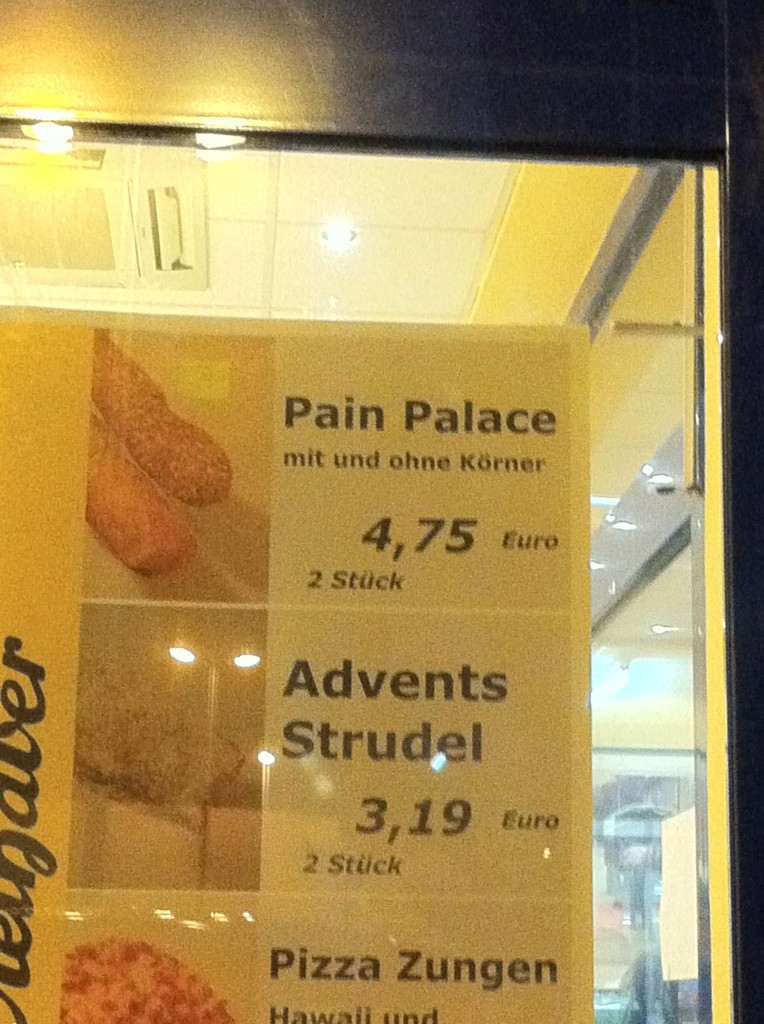 Pain Palace
mit und ohne Körner
4,75 Euro
2 Stück
Advents
Strudel
3,19 Euro
2 Stück
Pizza Zungen
Hawaii und